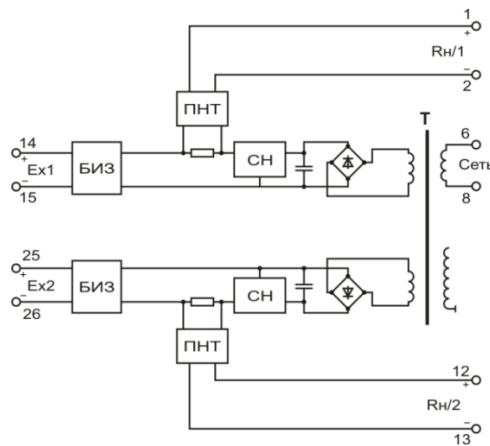 1
+
Rн/1
−
2
ПНТ
Т
14
6
+
Ex1
БИЗ
СН
Сеть
−
15
8
25
+
Ex2
БИЗ
СН
−
26
ПНТ
12
+
Rн/2
−
13